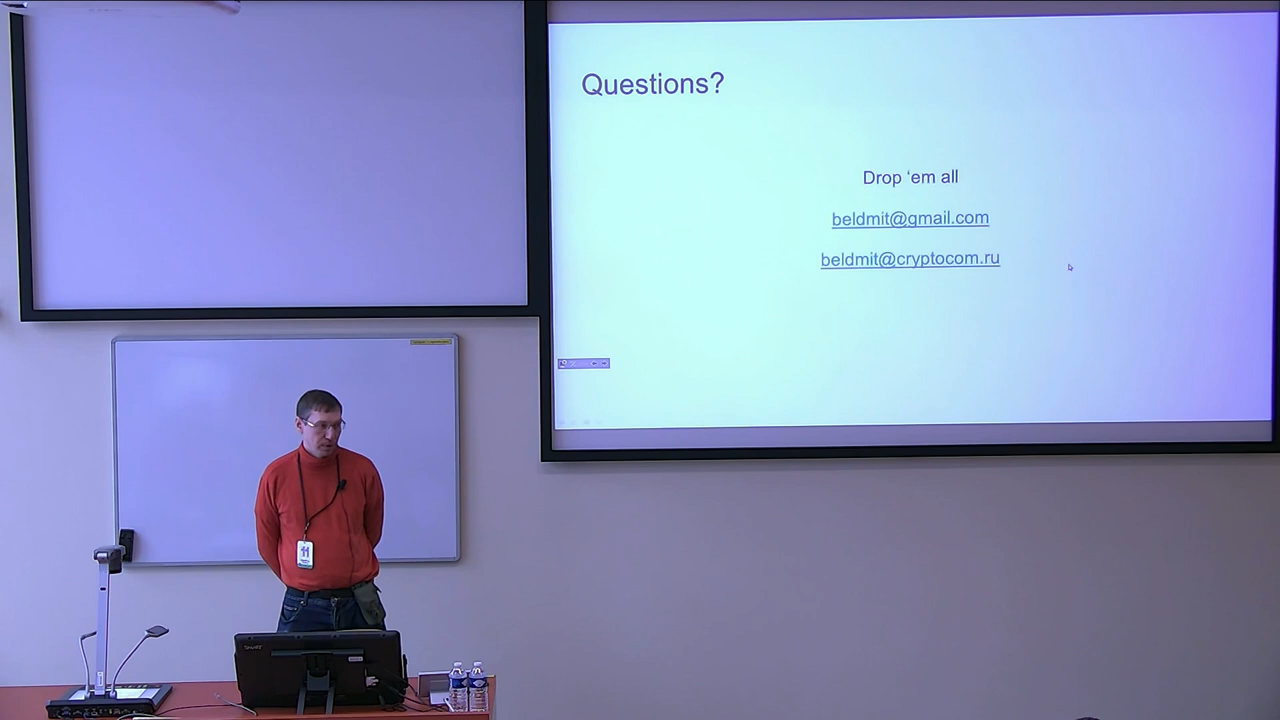 Questions?
Drop ‘em all
beldmit@gmail.com
beldmit@cryptocom.ru